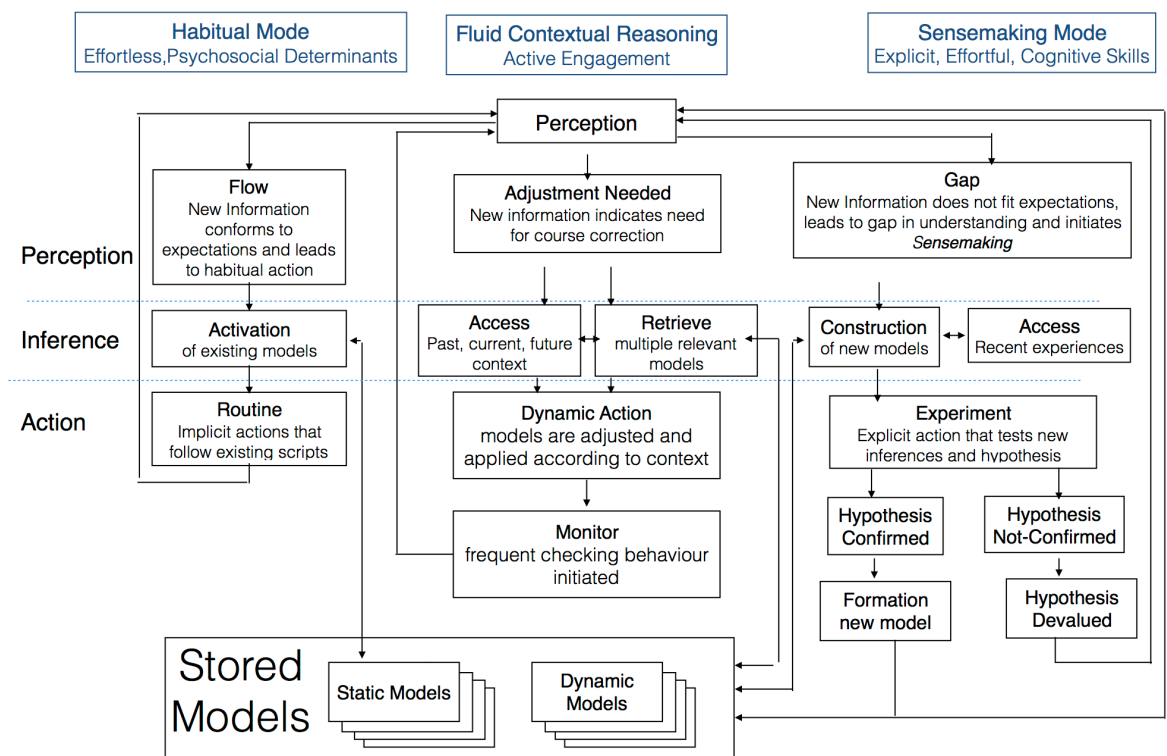 Habitual Mode
Effortless,Psychosocial Determinants
Fluid Contextual Reasoning
Active Engagement
Sensemaking Mode
Explicit, Effortful, Cognitive Skills
Perception
Flow
New Information
conforms to
expectations and leads
to habitual action
Adjustment Needed
New information indicates need
for course correction
Gap
New Information does not fit expectations,
leads to gap in understanding and initiates
Sensemaking
Perception
Inference
Activation
of existing models
Access
Past, current, future
context
Retrieve
multiple relevant
models
Construction
of new models
Access
Recent experiences
Action
Routine
Implicit actions that
follow existing scripts
Dynamic Action
models are adjusted and
applied according to context
Experiment
Explicit action that tests new
inferences and hypothesis
Monitor
frequent checking behaviour
initiated
Hypothesis
Confirmed
Hypothesis
Not-Confirmed
Formation
new model
Hypothesis
Devalued
Stored
Models
Static Models
Dynamic
Models